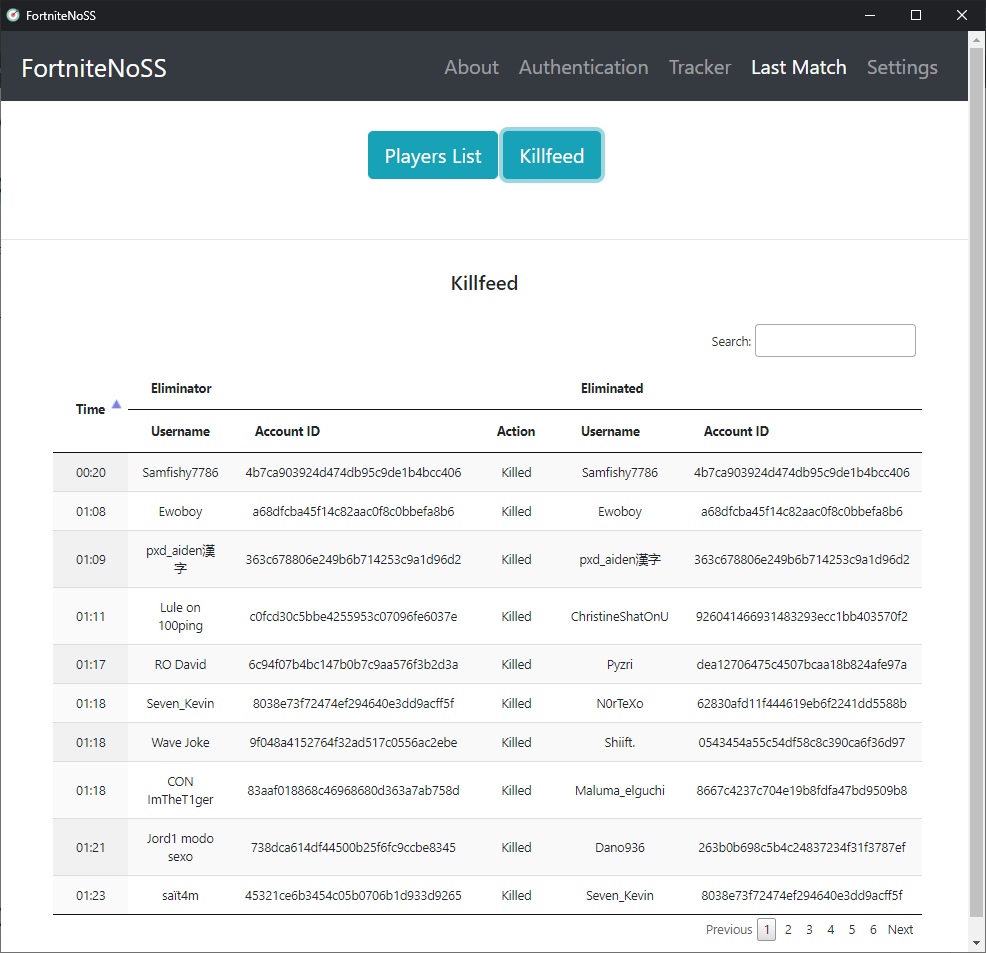 FortniteNoSS
FortniteNoSS About Authentication Tracker Last Match Settings
Players List Killfeed
Killfeed
Search:
Eliminator Eliminated
Time
Username Account ID Action Username Account ID
00:20 Samfishy7786 4b7ca903924d474db95c9de1b4bcc406 Killed Samfishy7786 4b7ca903924d474db95c9de1b4bcc406
01:08 Ewoboy a68dfcba45f14c82aac0f8c0bbefa8b6 Killed Ewoboy a68dfcba45f14c82aac0f8c0bbefa8b6
pxd_aiden漢
01:09 363c678806e249b6b714253c9a1d96d2 Killed pxd_aiden漢字 363c678806e249b6b714253c9a1d96d2
字
Lule on
01:11 c0fcd30c5bbe4255953c07096fe6037e Killed ChristineShatOnU 926041466931483293ecc1bb403570f2
100ping
01:17 RO David 6c94f07b4bc147b0b7c9aa576f3b2d3a Killed Pyzri dea12706475c4507bcaa18b824afe97a
01:18 Seven_Kevin 8038e73f72474ef294640e3dd9acff5f Killed N0rTeXo 62830afd11f444619eb6f2241dd5588b
01:18 Wave Joke 9f048a4152764f32ad517c0556ac2ebe Killed Shiift. 0543454a55c54df58c8c390ca6f36d97
CON
01:18 83aaf018868c46968680d363a7ab758d Killed Maluma_elguchi 8667c4237c704e19b8fdfa47bd9509b8
ImTheT1ger
Jord1 modo
01:21 738dca614df44500b25f6fc9ccbe8345 Killed Dano936 263b0b698c5b4c24837234f31f3787ef
sexo
01:23 saït4m 45321ce6b3454c05b0706b1d933d9265 Killed Seven_Kevin 8038e73f72474ef294640e3dd9acff5f
Previous 1 2 3 4 5 6 Next